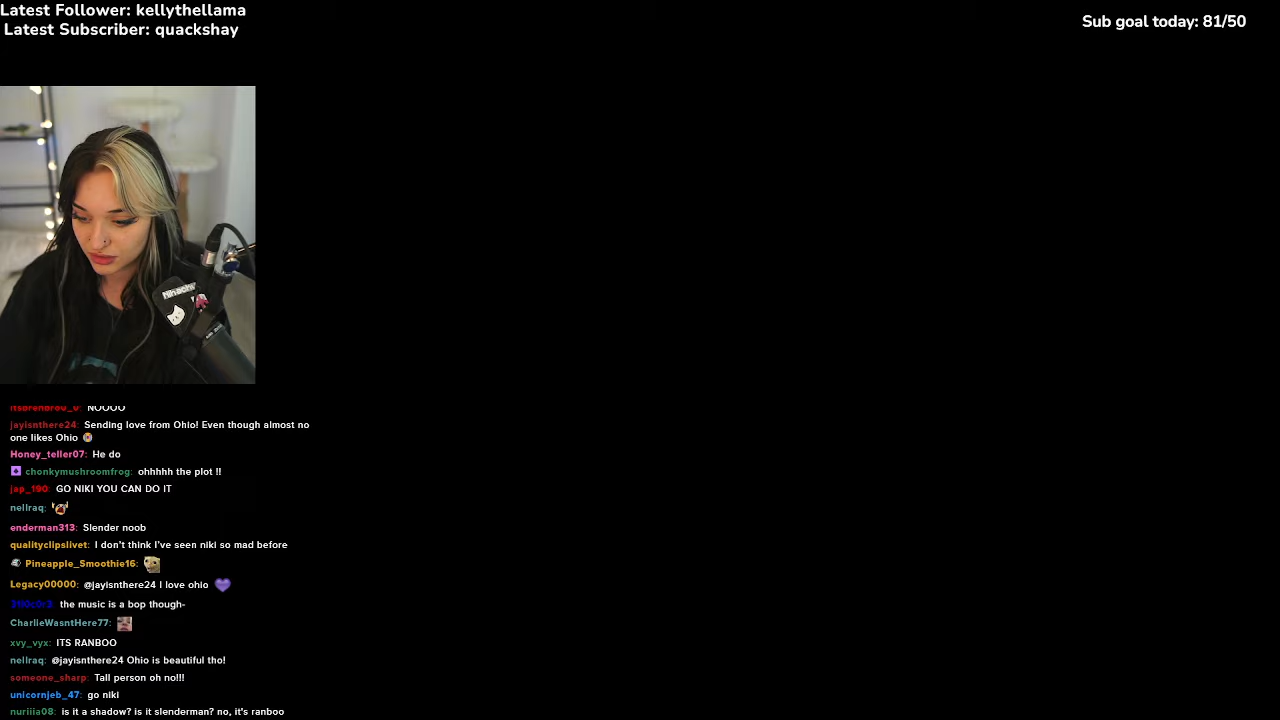 Latest Follower: kellythellama
Latest Subscriber: quackshay
Sub goal today: 81/50
itsbrenbrou_u: NOOOO
jayisnthere24: Sending love from Ohio! Even though almost no
one likes Ohio
Honey_teller07: He do
chonkymushroomfrog: ohhhhh the plot !!
jap_190: GO NIKI YOU CAN DO IT
nellraq:
enderman313: Slender noob
qualityclipslivet: I don't think I've seen niki so mad before
Pineapple_Smoothie16:
Legacy00000: @jayisnthere24 I love ohio
the music is a bop though-
CharlieWasntHere77:
xvy_vyx: ITS RANBOO
nellraq: @jayisnthere24 Ohio is beautiful tho!
someone_sharp: Tall person oh no!!!
unicornjeb_47: go niki
nuriiia08: is it a shadow? is it slenderman? no, it's ranboo